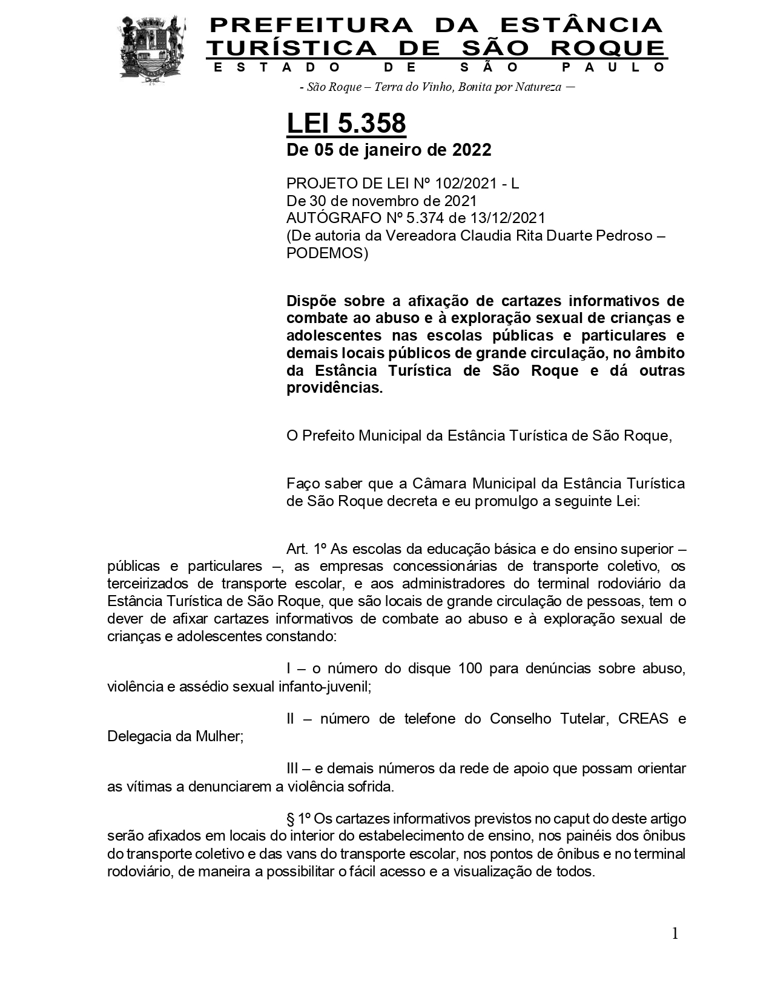 PREFEITURA DA ESTÂNCIA
TURÍSTICA DE SÃO ROQUE
ESTADO DE SÃO PAULO
- São Roque – Terra do Vinho, Bonita por Natureza –
LEI 5.358
De 05 de janeiro de 2022
PROJETO DE LEI Nº 102/2021 - L
De 30 de novembro de 2021
AUTÓGRAFO Nº 5.374 de 13/12/2021
(De autoria da Vereadora Claudia Rita Duarte Pedroso –
PODEMOS)
Dispõe sobre a afixação de cartazes informativos de
combate ao abuso e à exploração sexual de crianças e
adolescentes nas escolas públicas e particulares e
demais locais públicos de grande circulação, no âmbito
da Estância Turística de São Roque e dá outras
providências.
O Prefeito Municipal da Estância Turística de São Roque,
Faço saber que a Câmara Municipal da Estância Turística
de São Roque decreta e eu promulgo a seguinte Lei:
Art. 1º As escolas da educação básica e do ensino superior –
públicas e particulares –, as empresas concessionárias de transporte coletivo, os
terceirizados de transporte escolar, e aos administradores do terminal rodoviário da
Estância Turística de São Roque, que são locais de grande circulação de pessoas, tem o
dever de afixar cartazes informativos de combate ao abuso e à exploração sexual de
crianças e adolescentes constando:
I – o número do disque 100 para denúncias sobre abuso,
violência e assédio sexual infanto-juvenil;
II – número de telefone do Conselho Tutelar, CREAS e
Delegacia da Mulher;
III – e demais números da rede de apoio que possam orientar
as vítimas a denunciarem a violência sofrida.
§ 1º Os cartazes informativos previstos no caput do deste artigo
serão afixados em locais do interior do estabelecimento de ensino, nos painéis dos ônibus
do transporte coletivo e das vans do transporte escolar, nos pontos de ônibus e no terminal
rodoviário, de maneira a possibilitar o fácil acesso e a visualização de todos.
1